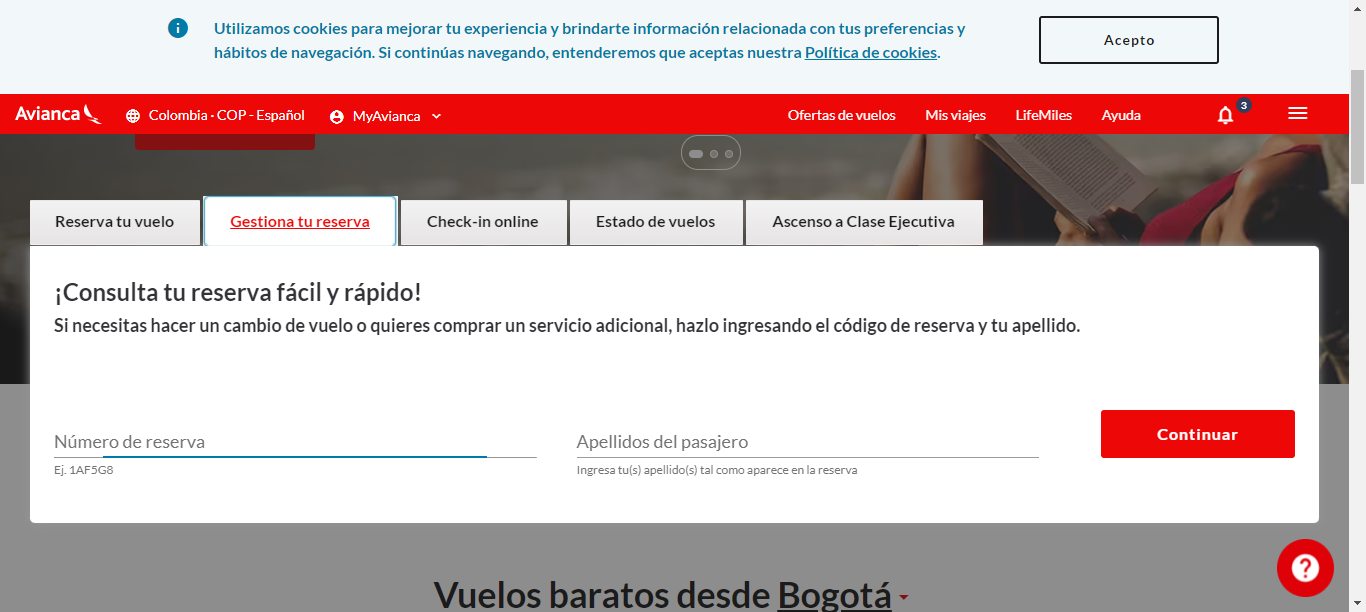 Utilizamos cookies para mejorar tu experiencia y brindarte información relacionada con tus preferencias y
hábitos de navegación. Si continúas navegando, entenderemos que aceptas nuestra Política de cookies.
Acepto
Avianca
Colombia - COP - Español
MyAvianca
Ofertas de vuelos
Mis viajes
LifeMiles
Ayuda
3
Reserva tu vuelo
Gestiona tu reserva
Check-in online
Estado de vuelos
Ascenso a Clase Ejecutiva
¡Consulta tu reserva fácil y rápido!
Si necesitas hacer un cambio de vuelo o quieres comprar un servicio adicional, hazlo ingresando el código de reserva y tu apellido.
Número de reserva
Ej. 1AF5G8
Apellidos del pasajero
Ingresa tu(s) apellido(s) tal como aparece en la reserva
Continuar
Vuelos baratos desde Bogotá